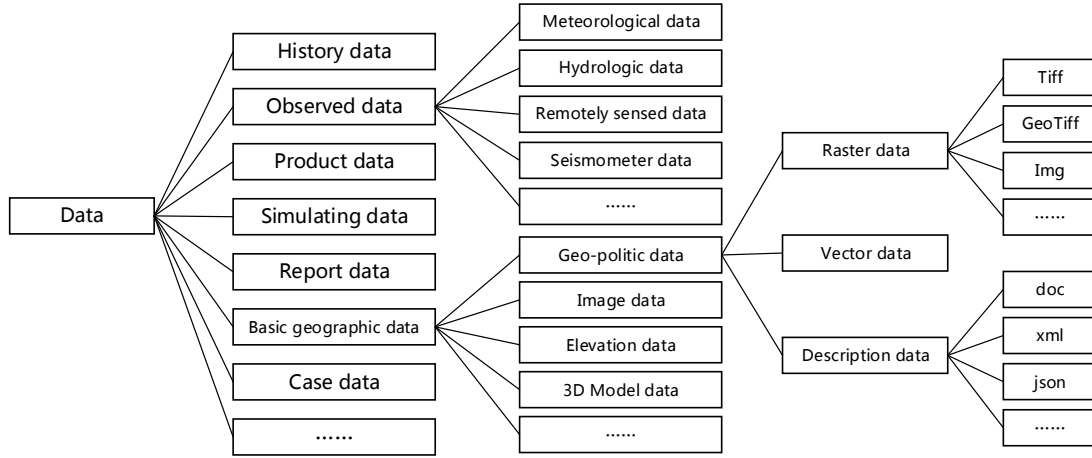 Data
History data
Observed data
Product data
Simulating data
Report data
Basic geographic data
Case data
......
Meteorological data
Hydrologic data
Remotely sensed data
Seismometer data
......
Geo-politic data
Image data
Elevation data
3D Model data
......
Raster data
Vector data
Description data
Tiff
GeoTiff
Img
......
doc
xml
json
......